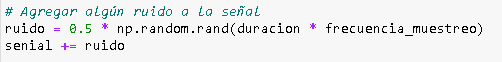 # Agregar algún ruido a la señal
ruido = 0.5 * np.random.rand(duracion * frecuencia_muestreo)
senial += ruido